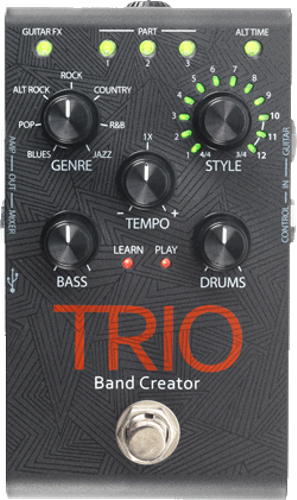 GUITAR FX PART ALT TIME
1 2 3
ROCK
ALT ROCK COUNTRY
POP R&B
BLUES JAZZ
GENRE
1 2 3 4 5 6 7 8 9 10 11 12
4/4 3/4
STYLE
1X
- +
TEMPO
AMP OUT MIXER
GUITAR
CONTROL IN
LEARN PLAY
BASS DRUMS
TRIO
Band Creator